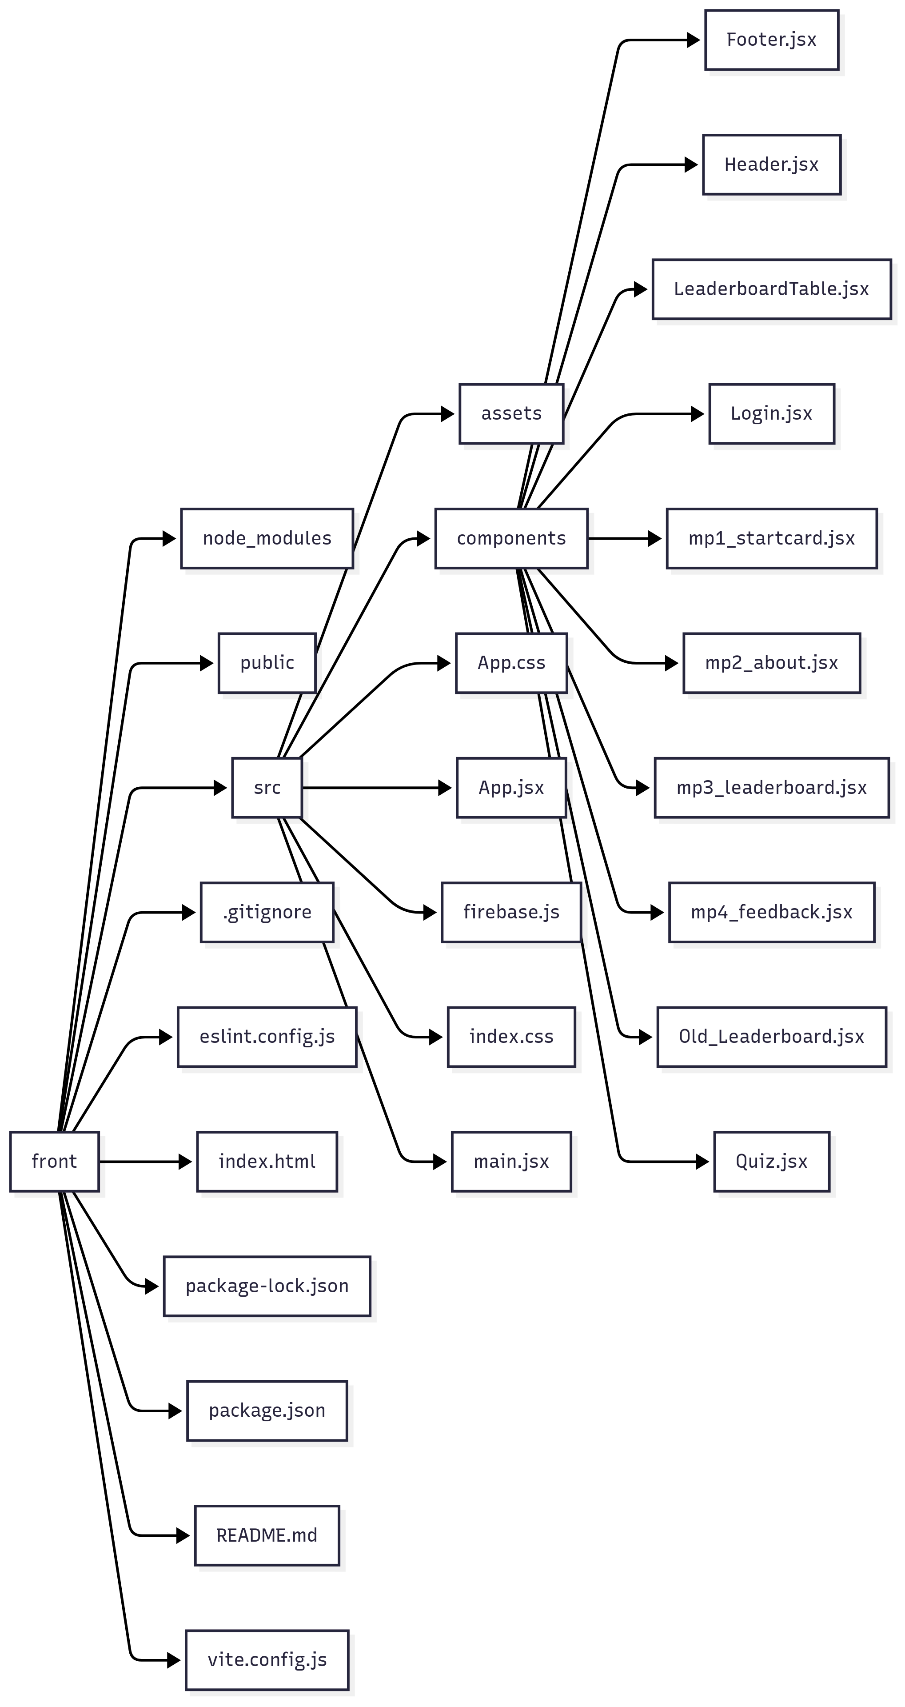 Footer.jsx
Header.jsx
LeaderboardTable.jsx
assets
Login.jsx
node_modules
components
mp1_startcard.jsx
public
App.css
mp2_about.jsx
src
App.jsx
mp3_leaderboard.jsx
.gitignore
firebase.js
mp4_feedback.jsx
eslint.config.js
index.css
Old_Leaderboard.jsx
front
index.html
main.jsx
Quiz.jsx
package-lock.json
package.json
README.md
vite.config.js